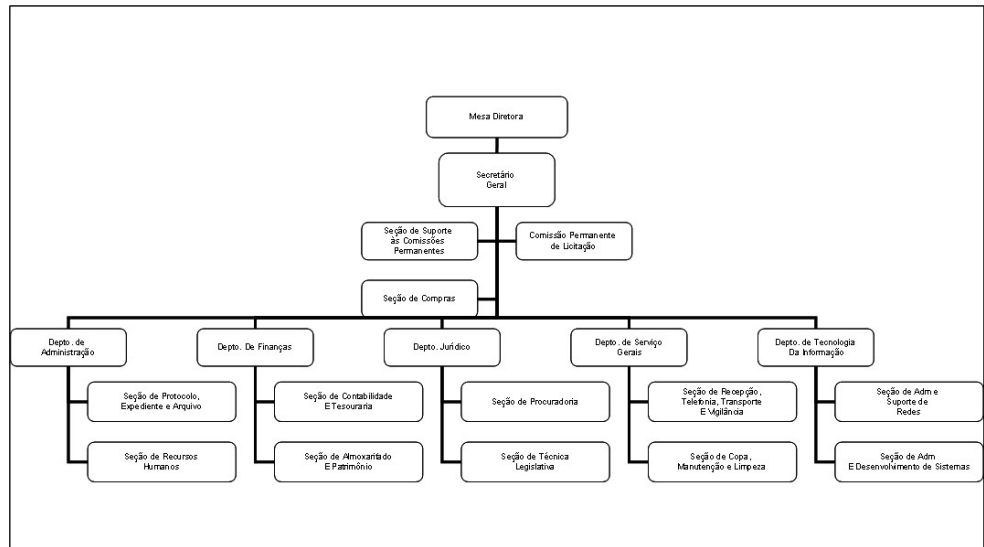 Mesa Diretora
Secretário
Geral
Seção de Suporte
às Comissões
Permanentes
Comissão Permanente
de Licitação
Seção de Compras
Depto. de
Administração
Depto. De Finanças
Depto. Jurídico
Depto. de Serviço
Gerais
Depto. de Tecnologia
Da Informação
Seção de Protocolo,
Expediente e Arquivo
Seção de Contabilidade
E Tesouraria
Seção de Procuradoria
Seção de Recepção,
Telefonia, Transporte
E Vigilância
Seção de Adm e
Suporte de
Redes
Seção de Recursos
Humanos
Seção de Almoxarifado
E Patrimônio
Seção de Técnica
Legislativa
Seção de Copa,
Manutenção e Limpeza
Seção de Adm
E Desenvolvimento de Sistemas